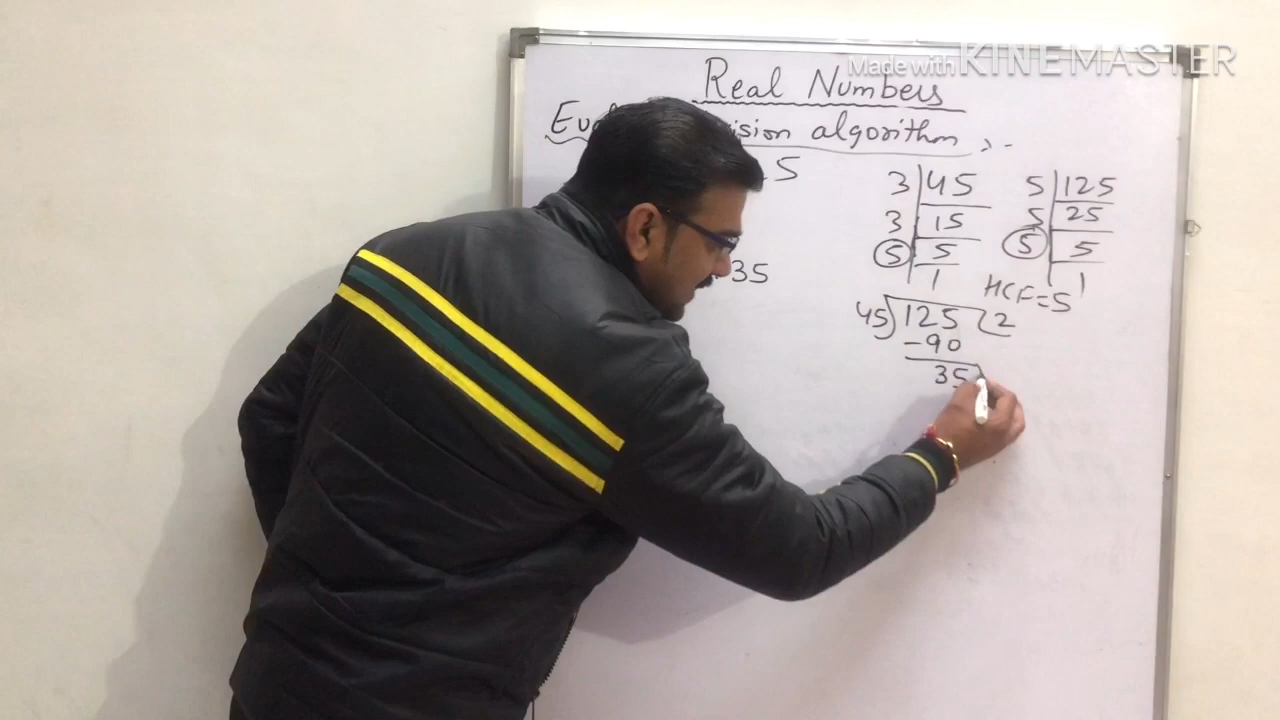 Made with KINEMASTER
Real Numbers
ision algorithm :-
5
35
3 | 45
3 | 15
5 | 5
1
5 | 125
5 | 25
5 | 5
1
HCF = 5
45) 125 (2
-90
35